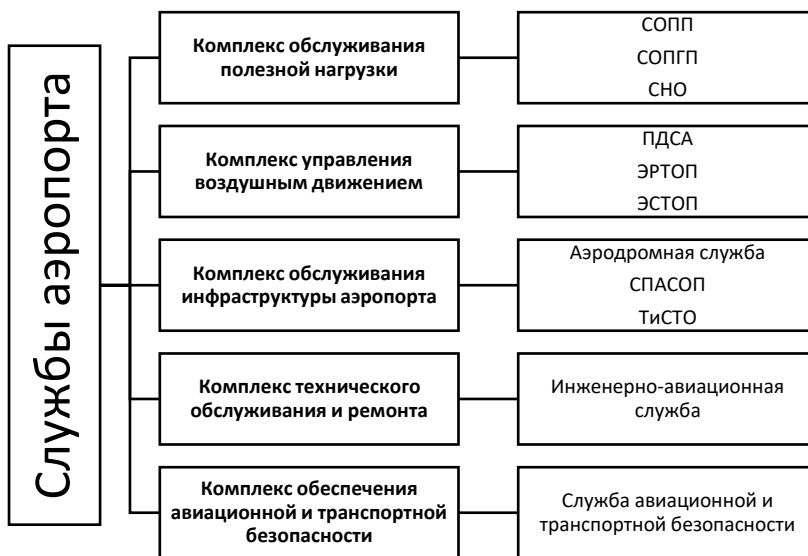 Службы аэропорта
Комплекс обслуживания
полезной нагрузки
СОПП
СОПГП
СНО
Комплекс управления
воздушным движением
ПДСА
ЭРТОП
ЭСТОП
Комплекс обслуживания
инфраструктуры аэропорта
Аэродромная служба
СПАСОП
ТиСТО
Комплекс технического
обслуживания и ремонта
Инженерно-авиационная
служба
Комплекс обеспечения
авиационной и транспортной
безопасности
Служба авиационной и
транспортной безопасности